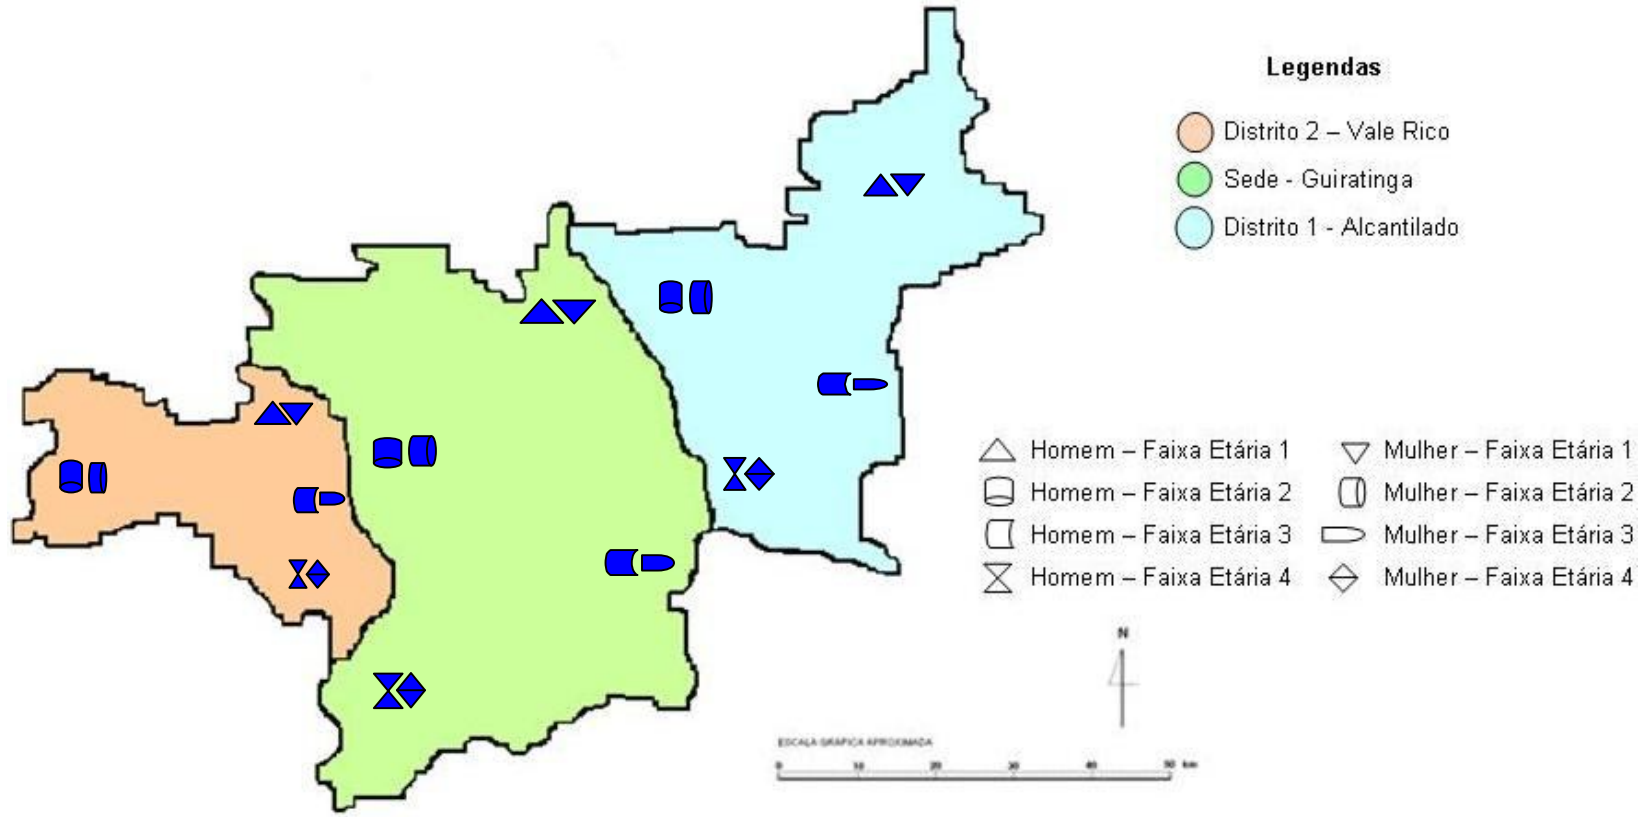 Legendas
Distrito 2 – Vale Rico
Sede - Guiratinga
Distrito 1 - Alcantilado
Homem – Faixa Etária 1
Mulher – Faixa Etária 1
Homem – Faixa Etária 2
Mulher – Faixa Etária 2
Homem – Faixa Etária 3
Mulher – Faixa Etária 3
Homem – Faixa Etária 4
Mulher – Faixa Etária 4
N
ESCALA GRÁFICA APROXIMADA
0 10 20 30 40 50 km